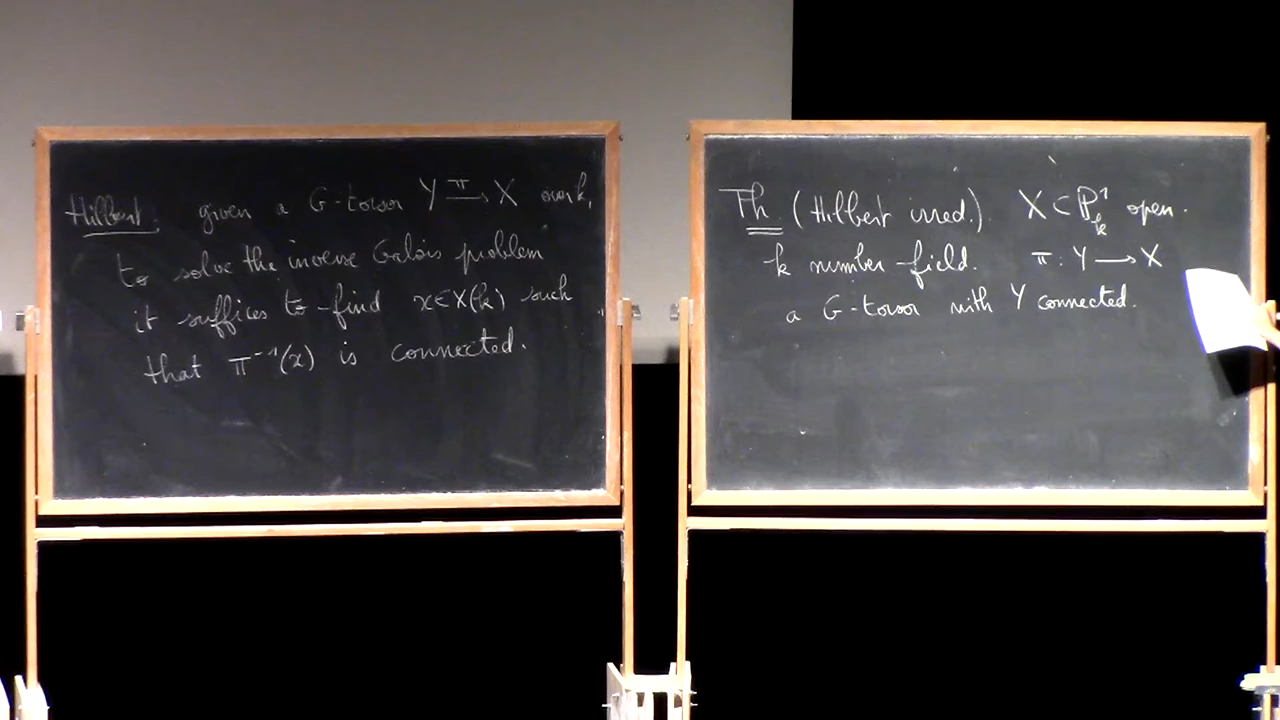 Hilbert: given a G-torsor Y —π→ X over k,
to solve the inverse Galois problem
it suffices to find x∈X(k) such
that π⁻¹(x) is connected.
Th. (Hilbert irred.). X ⊂ ℙ¹ₖ open.
k number field. π: Y ⟶ X
a G-torsor with Y connected.